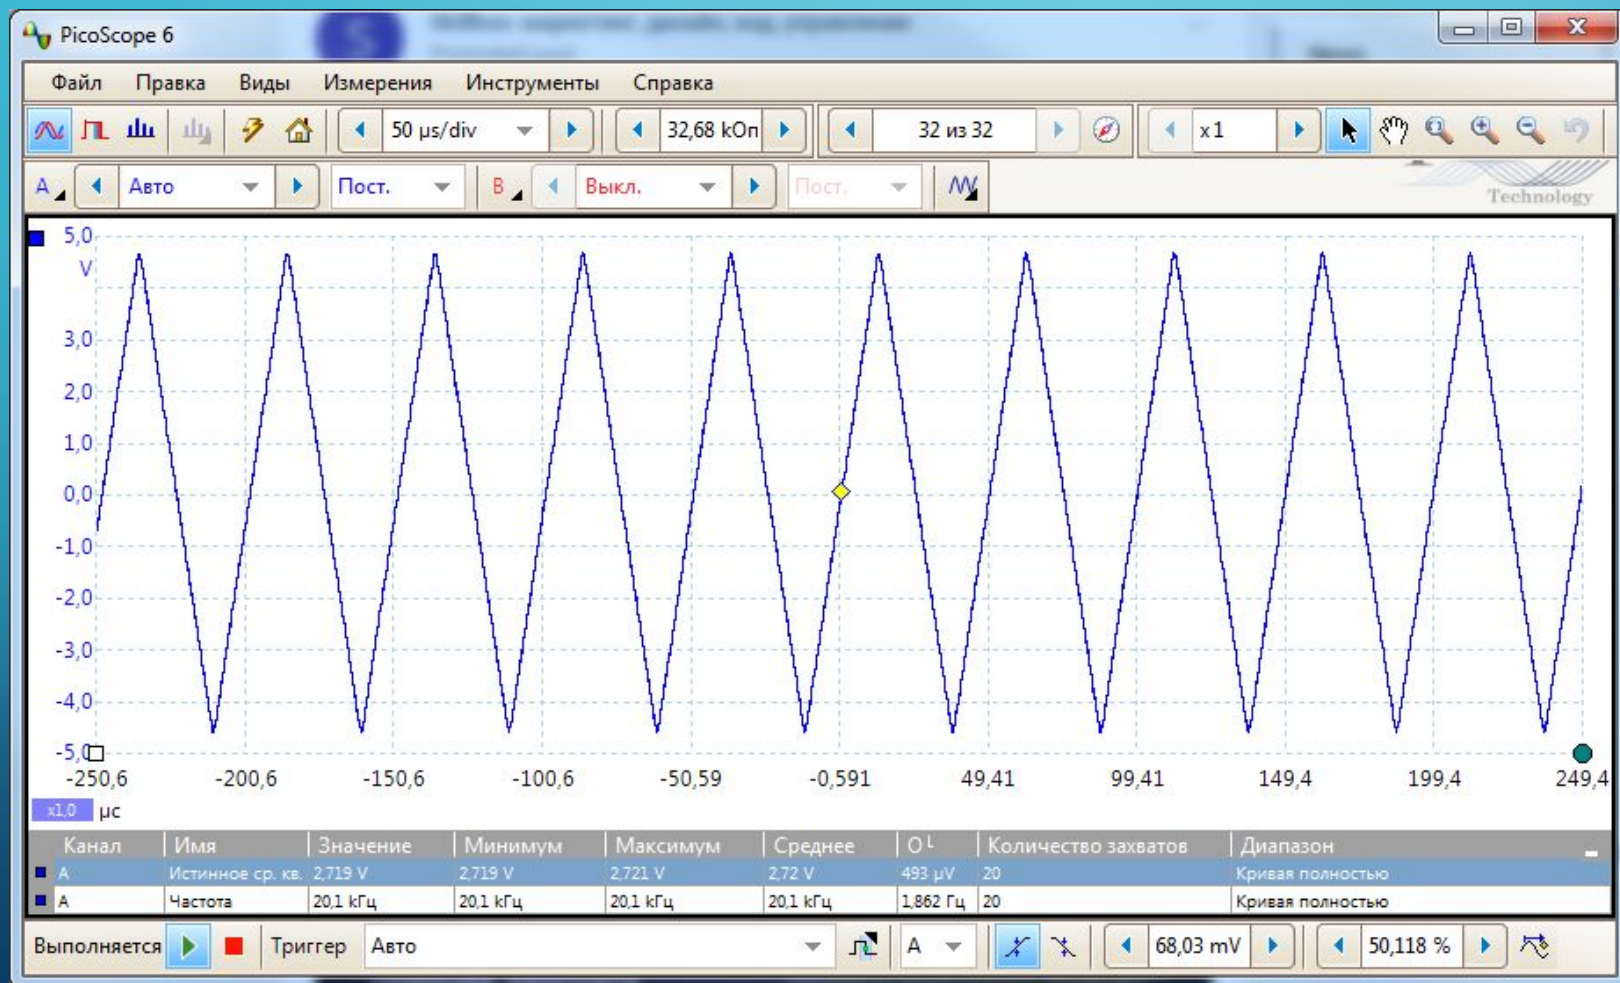 PicoScope 6
Файл Правка Виды Измерения Инструменты Справка
50 µs/div 32,68 kОп 32 из 32 x1
A Авто Пост. B Выкл. Пост. Technology
5,0
V
3,0
2,0
1,0
0,0
-1,0
-2,0
-3,0
-4,0
-5,0
-250,6 -200,6 -150,6 -100,6 -50,59 -0,591 49,41 99,41 149,4 199,4 249,4
x1,0 µс
Канал Имя Значение Минимум Максимум Среднее Количество захватов Диапазон
A Истинное ср. кв. 2,719 V 2,719 V 2,721 V 2,72 V 493 µV 20 Кривая полностью
A Частота 20,1 kГц 20,1 kГц 20,1 kГц 20,1 kГц 1,862 Гц 20 Кривая полностью
Выполняется Триггер Авто A 68,03 mV 50,118 %